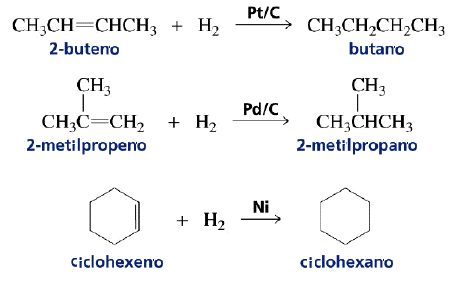 CH₃CH=CHCH₃ + H₂ Pt/C CH₃CH₂CH₂CH₃
2-buteno butano
CH₃ CH₃
CH₃C=CH₂ + H₂ Pd/C CH₃CHCH₃
2-metilpropeno 2-metilpropano
+ H₂ Ni
ciclohexeno ciclohexano